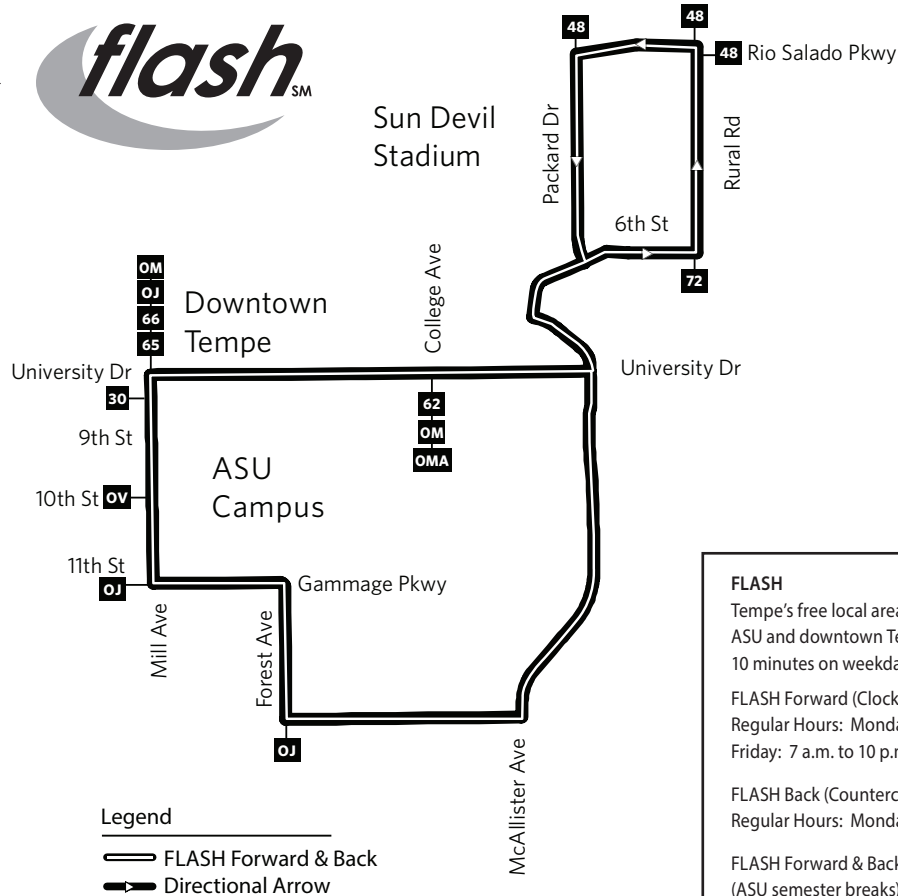 flash
SM
48
48
48 Rio Salado Pkwy
Sun Devil
Stadium
Packard Dr
Rural Rd
6th St
72
College Ave
OM
OJ
66
65
Downtown
Tempe
University Dr
University Dr
30
62
OM
OMA
9th St
ASU
Campus
10th St OV
11th St
OJ
Gammage Pkwy
Mill Ave
Forest Ave
OJ
McAllister Ave
Legend
FLASH Forward & Back
Directional Arrow
FLASH
Tempe's free local area
ASU and downtown Te
10 minutes on weekda
FLASH Forward (Clock
Regular Hours: Monda
Friday: 7 a.m. to 10 p.
FLASH Back (Counterc
Regular Hours: Monda
FLASH Forward & Back
(ASU semester breaks)